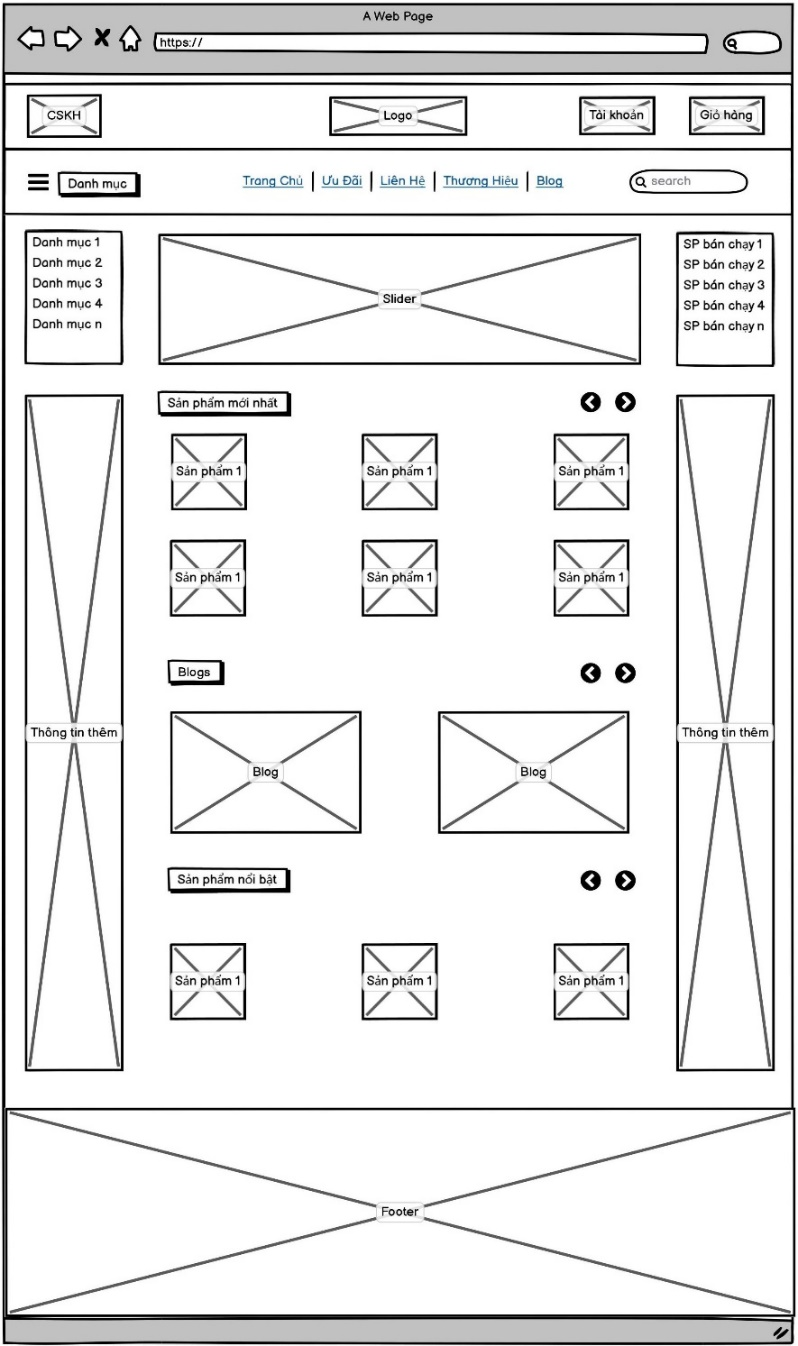 A Web Page
https://
CSKH
Logo
Tài khoản
Giỏ hàng
Danh mục
Trang Chủ
Ưu Đãi
Liên Hệ
Thương Hiệu
Blog
search
Danh mục 1
Danh mục 2
Danh mục 3
Danh mục 4
Danh mục n
Slider
SP bán chạy 1
SP bán chạy 2
SP bán chạy 3
SP bán chạy 4
SP bán chạy n
Sản phẩm mới nhất
Sản phẩm 1
Sản phẩm 1
Sản phẩm 1
Sản phẩm 1
Sản phẩm 1
Sản phẩm 1
Blogs
Thông tin thêm
Thông tin thêm
Blog
Blog
Sản phẩm nổi bật
Sản phẩm 1
Sản phẩm 1
Sản phẩm 1
Footer